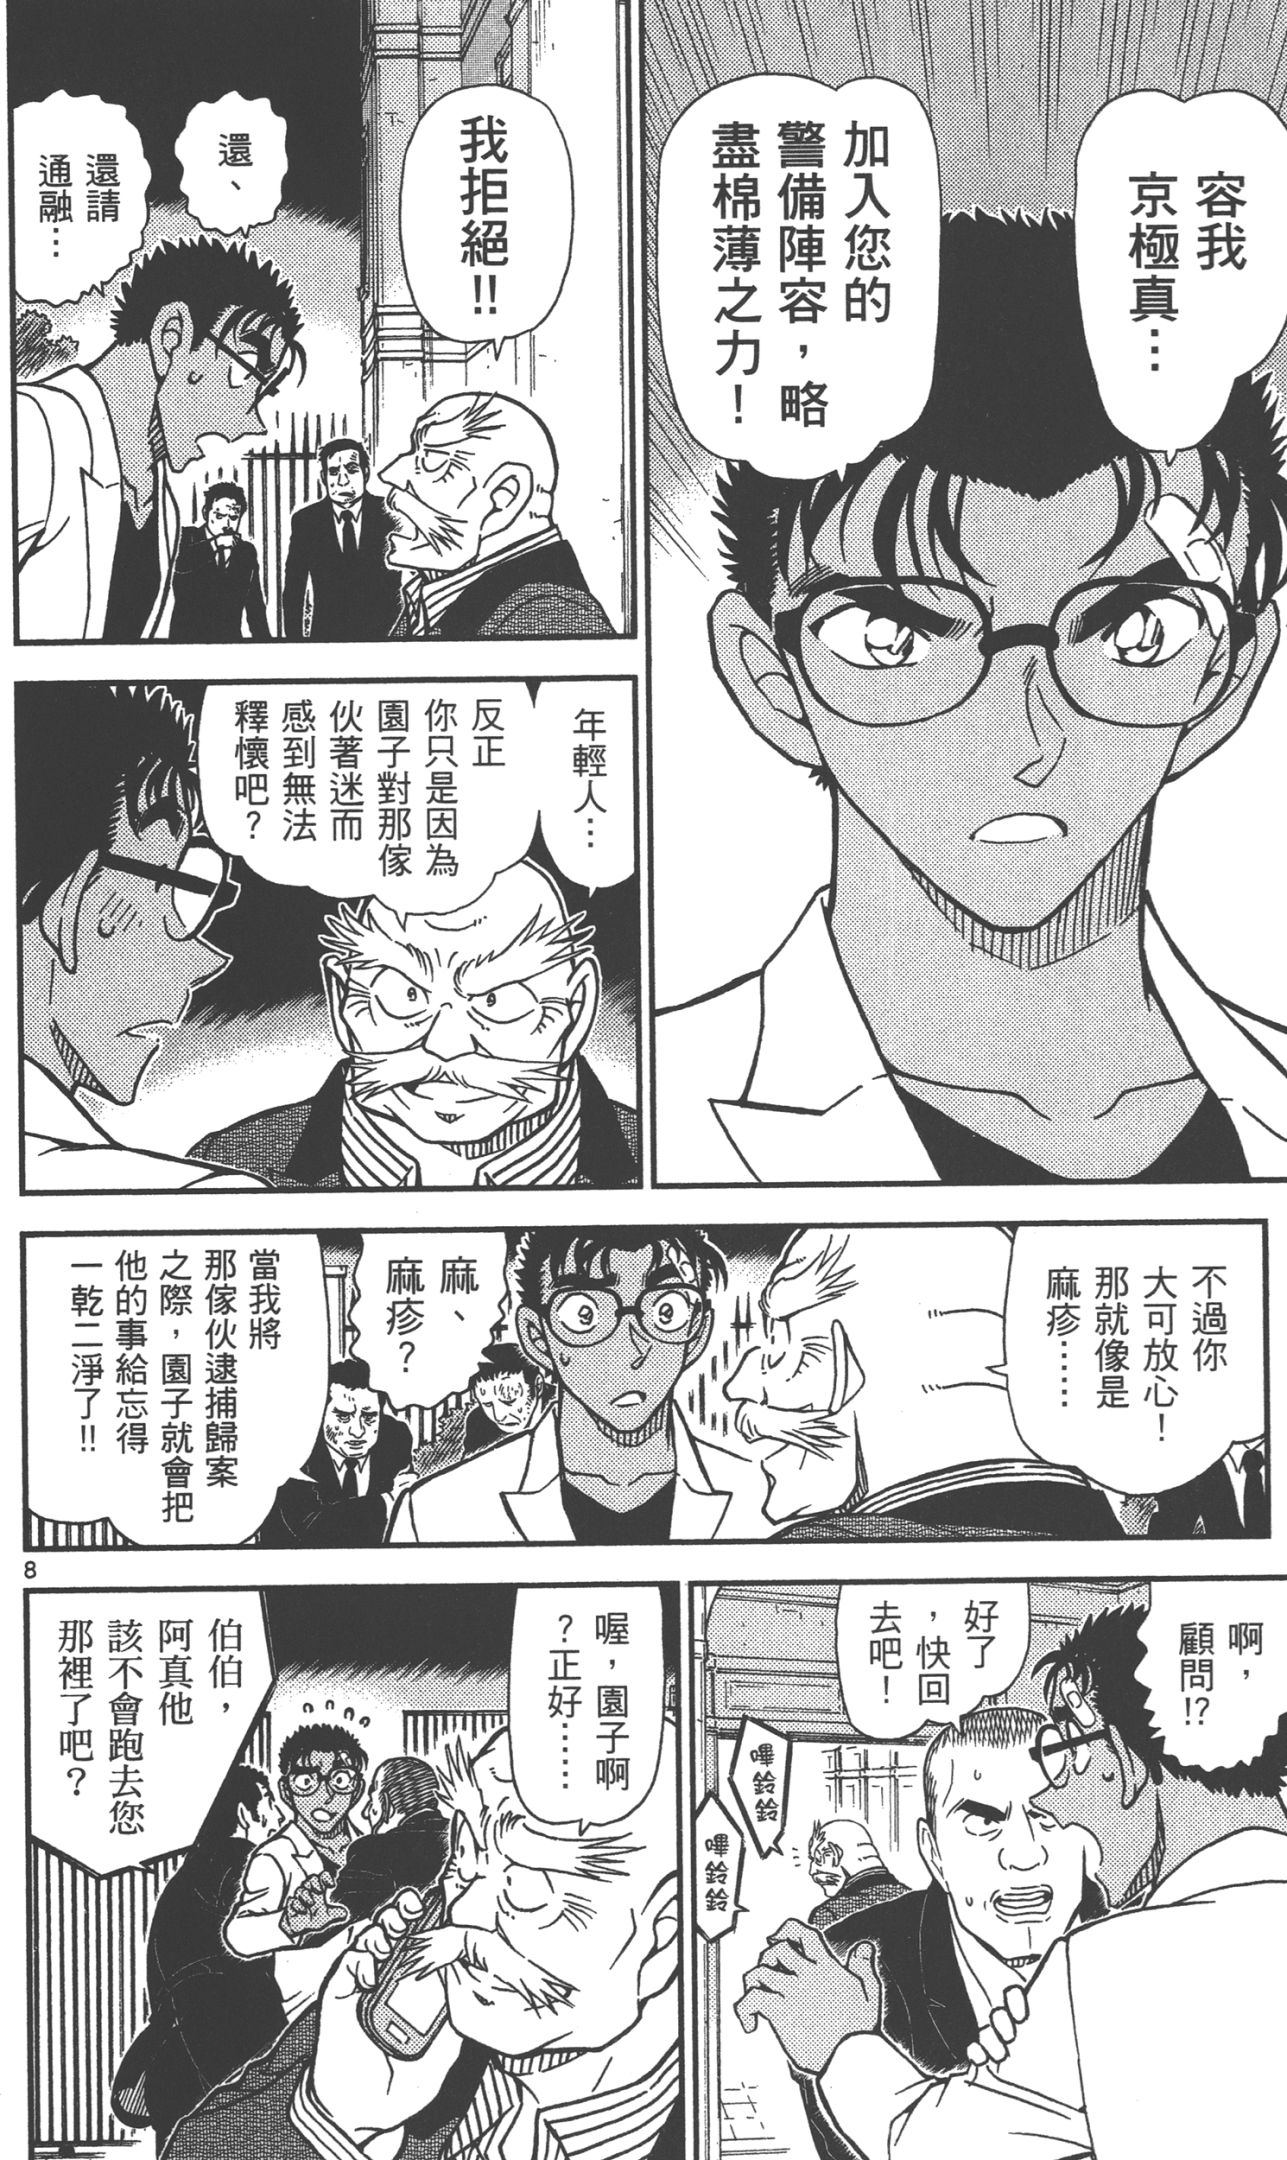 容我
京極真…
加入您的
警備陣容，略
盡棉薄之力！
我拒絕!!
還、
還請
通融…
年輕人…
反正
你只是因為
園子對那傢
伙著迷而
感到無法
釋懷吧？
不過你
大可放心！
那就像是
麻疹……
麻、
麻疹？
當我將
那傢伙逮捕歸案
之際，園子就會把
他的事給忘得
一乾二淨了!!
8
啊，
顧問!?
好了
，快回
去吧！
嗶鈴鈴
嗶鈴鈴
喔，園子啊
？正好……
伯伯，
阿真他
該不會跑去您
那裡了吧？